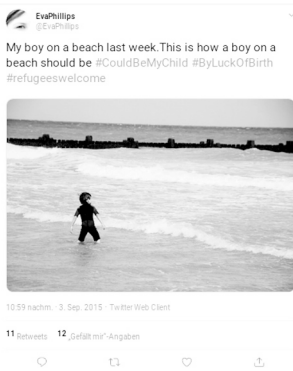 EvaPhillips
@EvaPhillips
My boy on a beach last week.This is how a boy on a
beach should be #CouldBeMyChild #ByLuckOfBirth
#refugeeswelcome
10:59 nachm. · 3. Sep. 2015 · Twitter Web Client
11 Retweets 12 „Gefällt mir“-Angaben